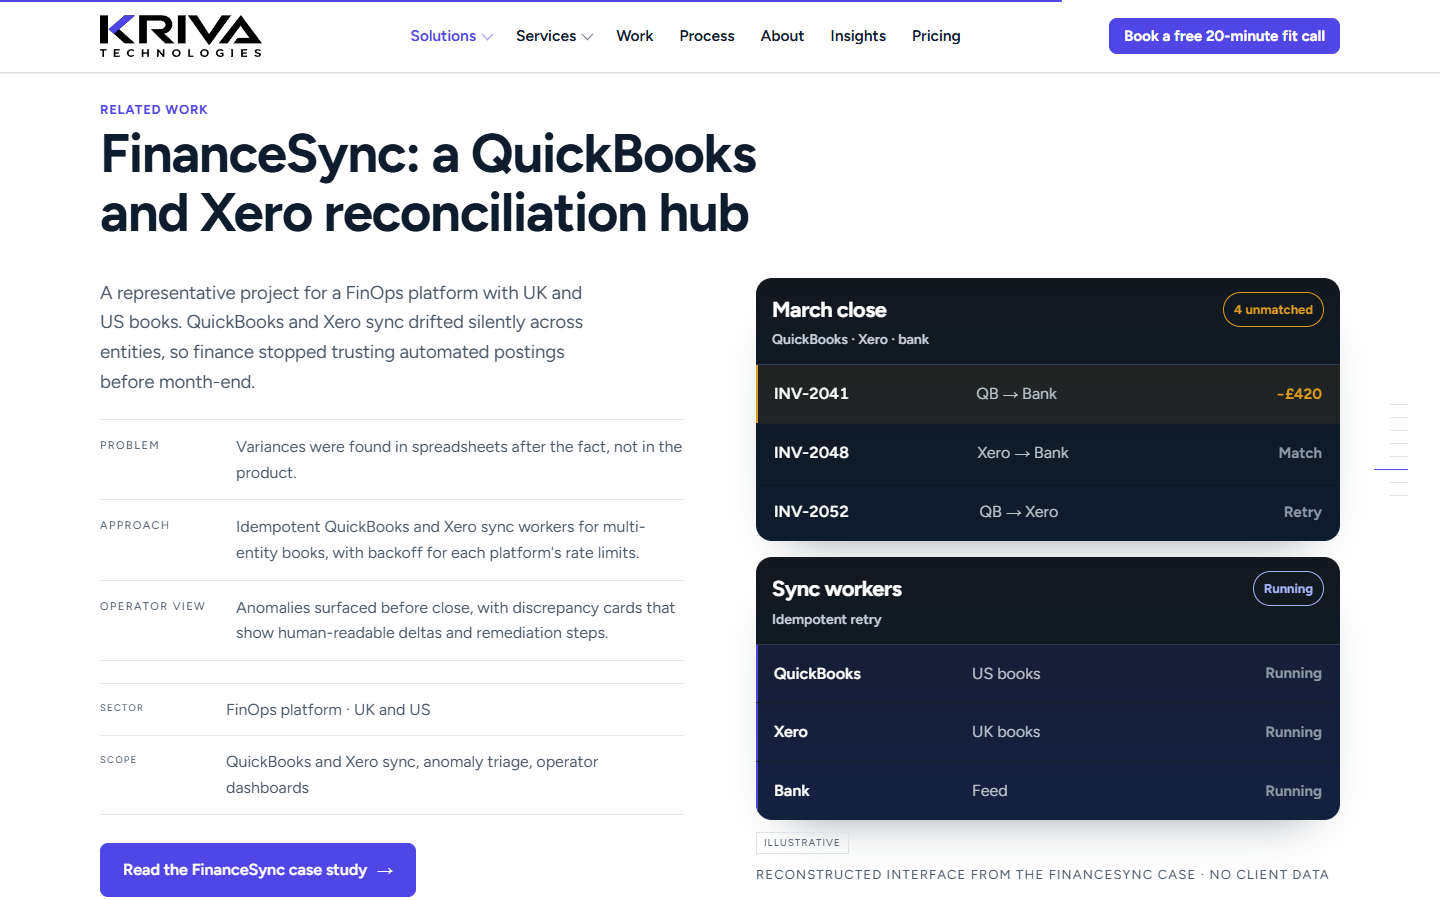 KRIVA
TECHNOLOGIES
Solutions
Services
Work
Process
About
Insights
Pricing
Book a free 20-minute fit call
RELATED WORK
FinanceSync: a QuickBooks
and Xero reconciliation hub
A representative project for a FinOps platform with UK and
US books. QuickBooks and Xero sync drifted silently across
entities, so finance stopped trusting automated postings
before month-end.
PROBLEM
Variances were found in spreadsheets after the fact, not in the
product.
APPROACH
Idempotent QuickBooks and Xero sync workers for multi-
entity books, with backoff for each platform's rate limits.
OPERATOR VIEW
Anomalies surfaced before close, with discrepancy cards that
show human-readable deltas and remediation steps.
SECTOR
FinOps platform · UK and US
SCOPE
QuickBooks and Xero sync, anomaly triage, operator
dashboards
Read the FinanceSync case study →
March close
4 unmatched
QuickBooks · Xero · bank
INV-2041 QB → Bank -£420
INV-2048 Xero → Bank Match
INV-2052 QB → Xero Retry
Sync workers
Running
Idempotent retry
QuickBooks US books Running
Xero UK books Running
Bank Feed Running
ILLUSTRATIVE
RECONSTRUCTED INTERFACE FROM THE FINANCESYNC CASE · NO CLIENT DATA